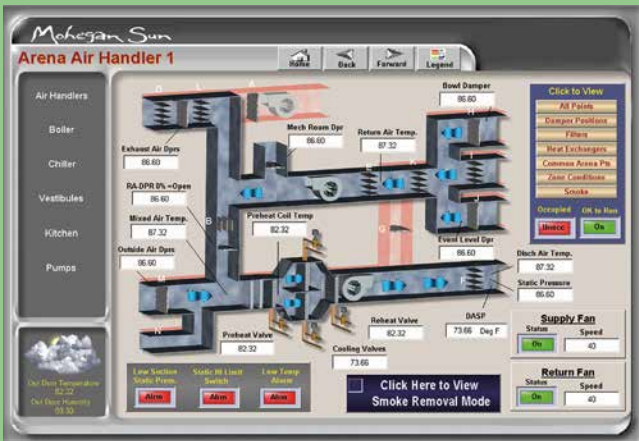 Mohegan Sun
Arena Air Handler 1
Home
Back
Forward
Legend
Air Handlers
Boiler
Chiller
Vestibules
Kitchen
Pumps
Out Door Temperature
82.32
Out Door Humidity
D
L
A
Exhaust Air Dprs
86.60
Mech Room Dpr
86.60
Return Air Temp.
87.32
Bowl Damper
86.60
H
I
J
E
K
RA-DPR 0% =Open
86.60
Mixed Air Temp.
87.32
B
Preheat Coil Temp
82.32
G
Event Level Dpr
86.60
Outside Air Dprs
86.60
M
N
Disch Air Temp.
87.32
Static Pressure
86.60
F
DASP
73.66 Deg F
Preheat Valve
82.32
Reheat Valve
82.32
Cooling Valves
73.66
Low Suction
Static Press.
Alrm
Static Hi Limit
Switch
Alrm
Low Temp
Alarm
Alrm
Click Here to View
Smoke Removal Mode
Click to View
All Points
Damper Positions
Filters
Heat Exchangers
Common Arena Pts
Zone Conditions
Smoke
Occupied
Unocc
OK to Run
On
Supply Fan
Status
On
Speed
40
Return Fan
Status
On
Speed
40